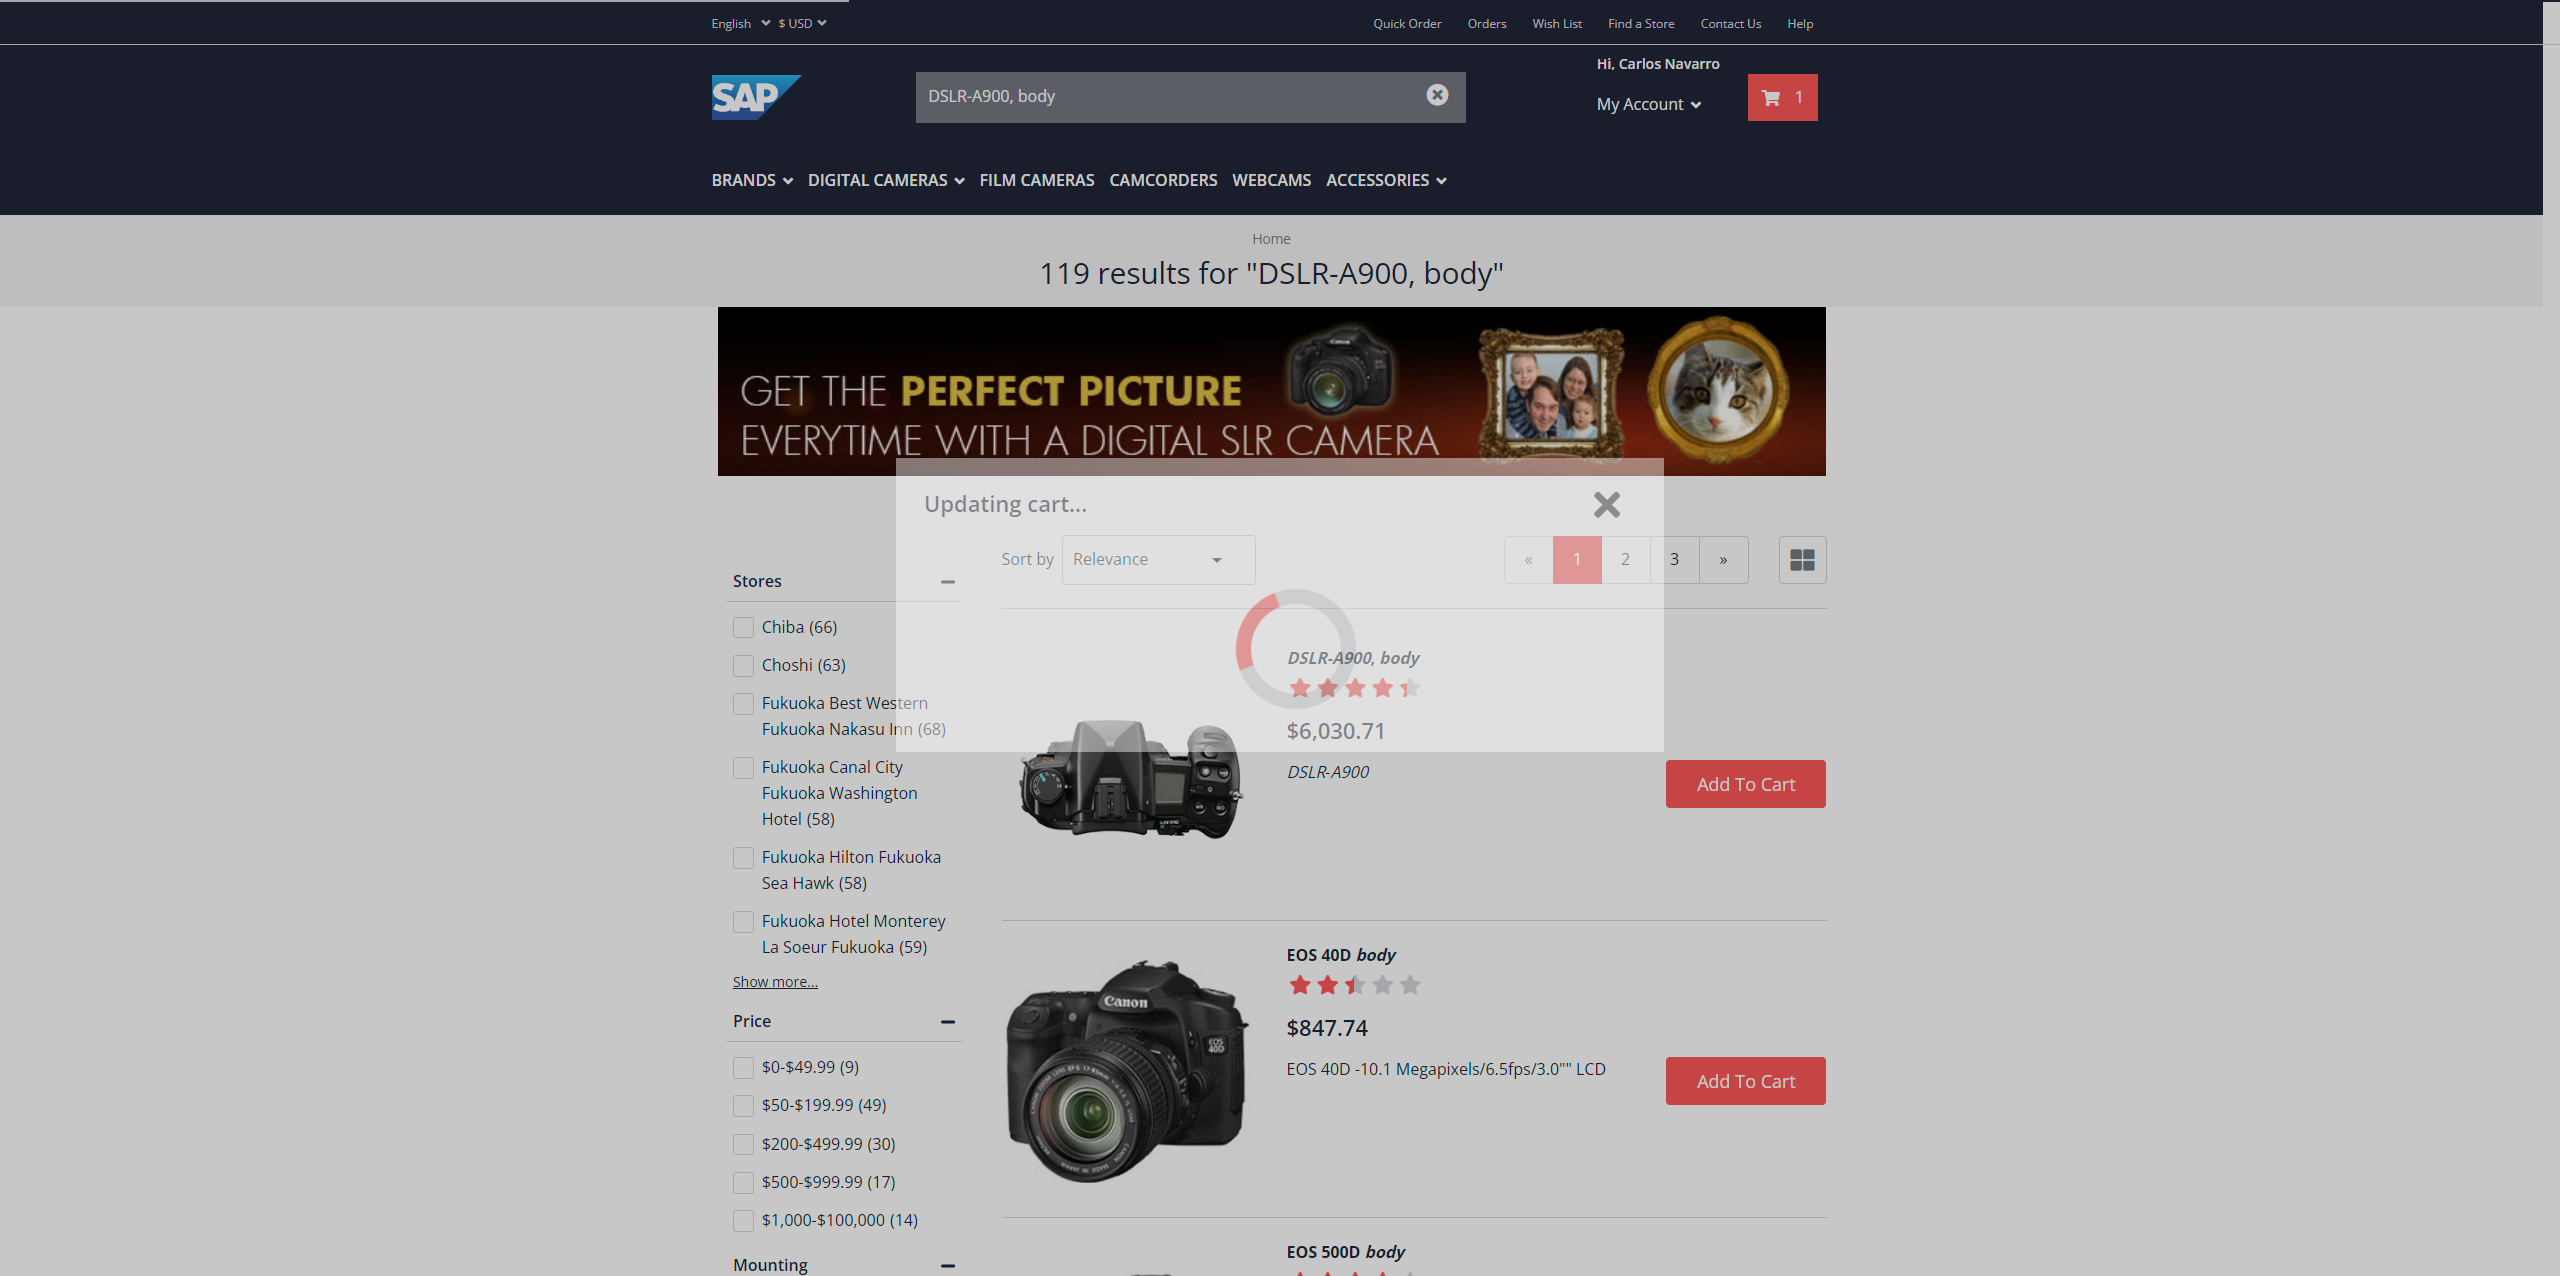 English $ USD
Quick Order Orders Wish List Find a Store Contact Us Help
SAP
DSLR-A900, body
Hi, Carlos Navarro
My Account
1
BRANDS DIGITAL CAMERAS FILM CAMERAS CAMCORDERS WEBCAMS ACCESSORIES
Home
119 results for "DSLR-A900, body"
GET THE PERFECT PICTURE
EVERYTIME WITH A DIGITAL SLR CAMERA
Updating cart...
Sort by Relevance
« 1 2 3 »
Stores
Chiba (66)
Choshi (63)
Fukuoka Best Western
Fukuoka Nakasu Inn (68)
Fukuoka Canal City
Fukuoka Washington
Hotel (58)
Fukuoka Hilton Fukuoka
Sea Hawk (58)
Fukuoka Hotel Monterey
La Soeur Fukuoka (59)
Show more...
Price
$0-$49.99 (9)
$50-$199.99 (49)
$200-$499.99 (30)
$500-$999.99 (17)
$1,000-$100,000 (14)
Mounting
DSLR-A900, body
$6,030.71
DSLR-A900
Add To Cart
Canon
EOS
40D
EOS 40D body
$847.74
EOS 40D -10.1 Megapixels/6.5fps/3.0"" LCD
Add To Cart
EOS 500D body